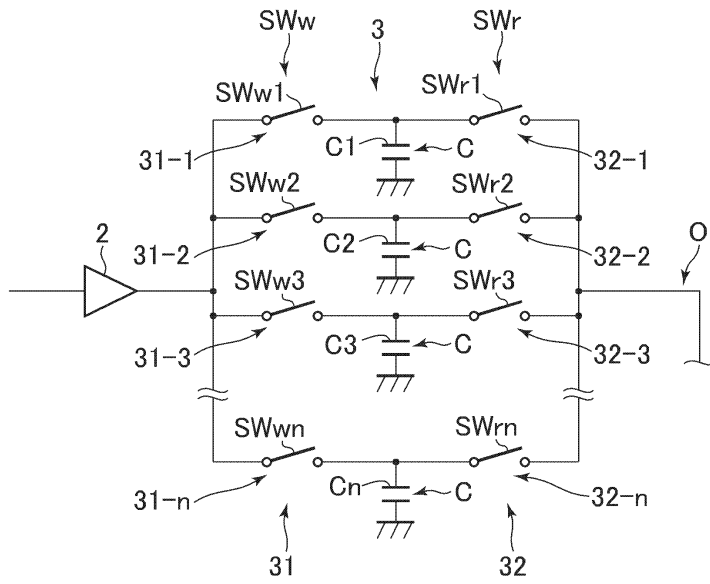 SWw 3 SWr
SWw1 SWr1
C1 C
31-1 32-1
SWw2 SWr2
2 C2 C O
31-2 32-2
SWw3 SWr3
31-3 C3 C 32-3
SWwn SWrn
31-n Cn C 32-n
31 32